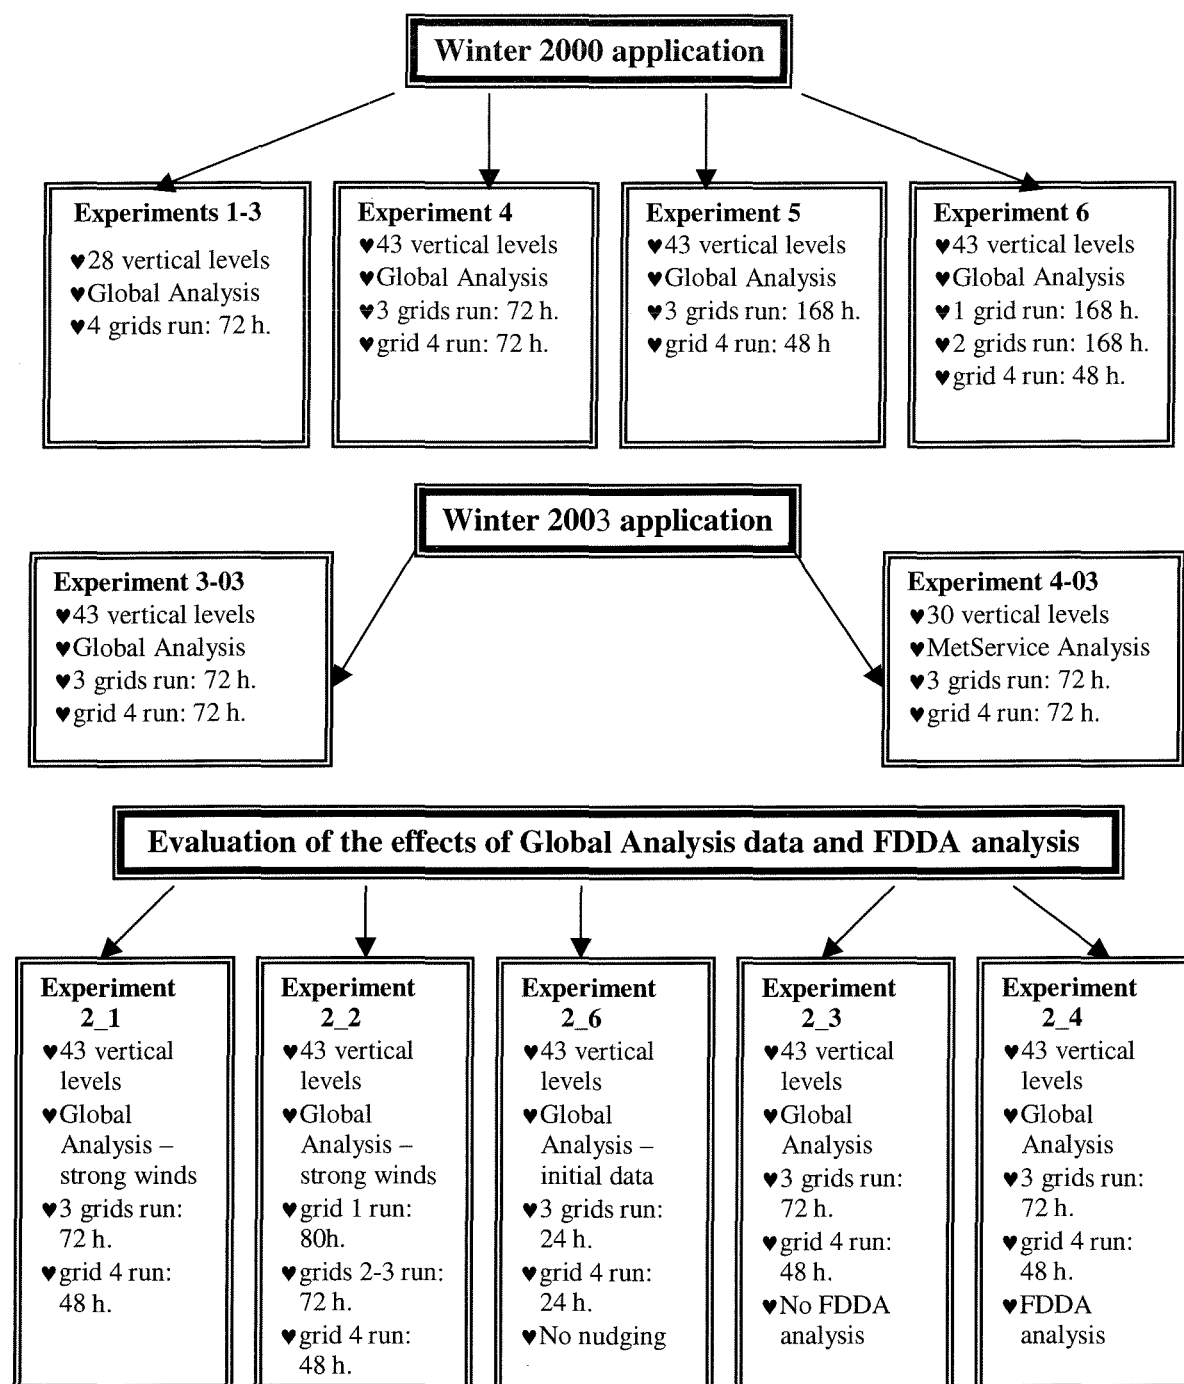 Winter 2000 application
Experiments 1-3
♥28 vertical levels
♥Global Analysis
♥4 grids run: 72 h.
Experiment 4
♥43 vertical levels
♥Global Analysis
♥3 grids run: 72 h.
♥grid 4 run: 72 h.
Experiment 5
♥43 vertical levels
♥Global Analysis
♥3 grids run: 168 h.
♥grid 4 run: 48 h
Experiment 6
♥43 vertical levels
♥Global Analysis
♥1 grid run: 168 h.
♥2 grids run: 168 h.
♥grid 4 run: 48 h.
Winter 2003 application
Experiment 3-03
♥43 vertical levels
♥Global Analysis
♥3 grids run: 72 h.
♥grid 4 run: 72 h.
Experiment 4-03
♥30 vertical levels
♥MetService Analysis
♥3 grids run: 72 h.
♥grid 4 run: 72 h.
Evaluation of the effects of Global Analysis data and FDDA analysis
Experiment
2_1
♥43 vertical
levels
♥Global
Analysis –
strong winds
♥3 grids run:
72 h.
♥grid 4 run:
48 h.
Experiment
2_2
♥43 vertical
levels
♥Global
Analysis –
strong winds
♥grid 1 run:
80h.
♥grids 2-3 run:
72 h.
♥grid 4 run:
48 h.
Experiment
2_6
♥43 vertical
levels
♥Global
Analysis –
initial data
♥3 grids run:
24 h.
♥grid 4 run:
24 h.
♥No nudging
Experiment
2_3
♥43 vertical
levels
♥Global
Analysis
♥3 grids run:
72 h.
♥grid 4 run:
48 h.
♥No FDDA
analysis
Experiment
2_4
♥43 vertical
levels
♥Global
Analysis
♥3 grids run:
72 h.
♥grid 4 run:
48 h.
♥FDDA
analysis